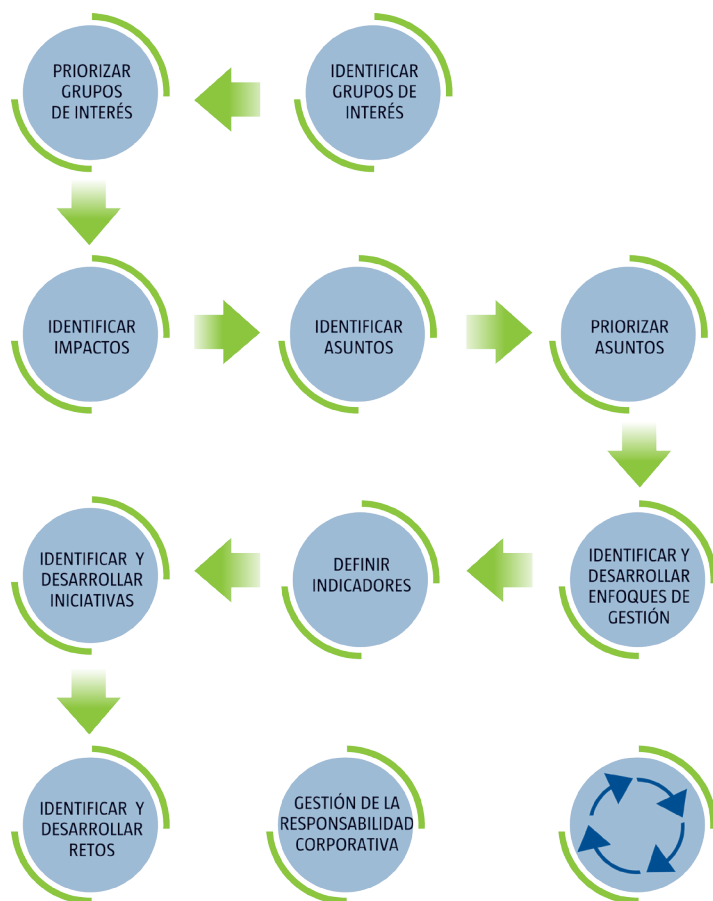 PRIORIZAR
GRUPOS
DE INTERÉS
IDENTIFICAR
GRUPOS DE
INTERÉS
IDENTIFICAR
IMPACTOS
IDENTIFICAR
ASUNTOS
PRIORIZAR
ASUNTOS
IDENTIFICAR Y
DESARROLLAR
INICIATIVAS
DEFINIR
INDICADORES
IDENTIFICAR Y
DESARROLLAR
ENFOQUES DE
GESTIÓN
IDENTIFICAR Y
DESARROLLAR
RETOS
GESTIÓN DE LA
RESPONSABILIDAD
CORPORATIVA